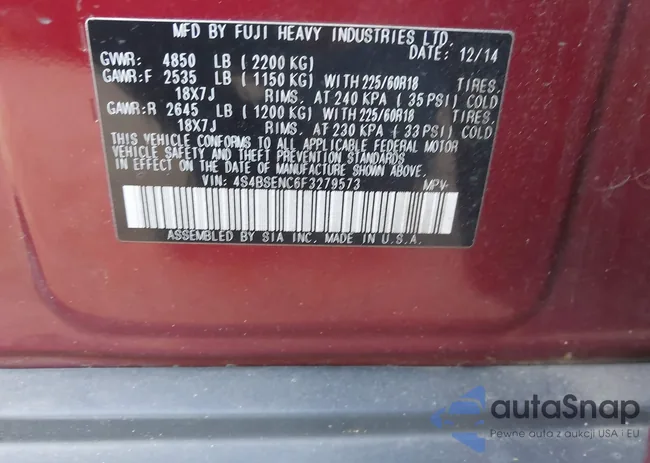 MFD BY FUJI HEAVY INDUSTRIES LTD.
DATE: 12/14
GVWR: 4850 LB (2200 KG)
GAWR:F 2535 LB (1150 KG) WITH 225/60R18 TIRES.
18X7J RIMS. AT 240 KPA (35 PSI) COLD
GAWR:R 2645 LB (1200 KG) WITH 225/60R18 TIRES.
18X7J RIMS. AT 230 KPA (33 PSI) COLD
THIS VEHICLE CONFORMS TO ALL APPLICABLE FEDERAL MOTOR
VEHICLE SAFETY AND THEFT PREVENTION STANDARDS
IN EFFECT ON THE DATE OF MANUFACTURE SHOWN ABOVE.
VIN: 4S4BSENC6F3279573 MPV-
ASSEMBLED BY SIA INC. MADE IN U.S.A.
autaSnap
Pewne auta z aukcji USA i EU